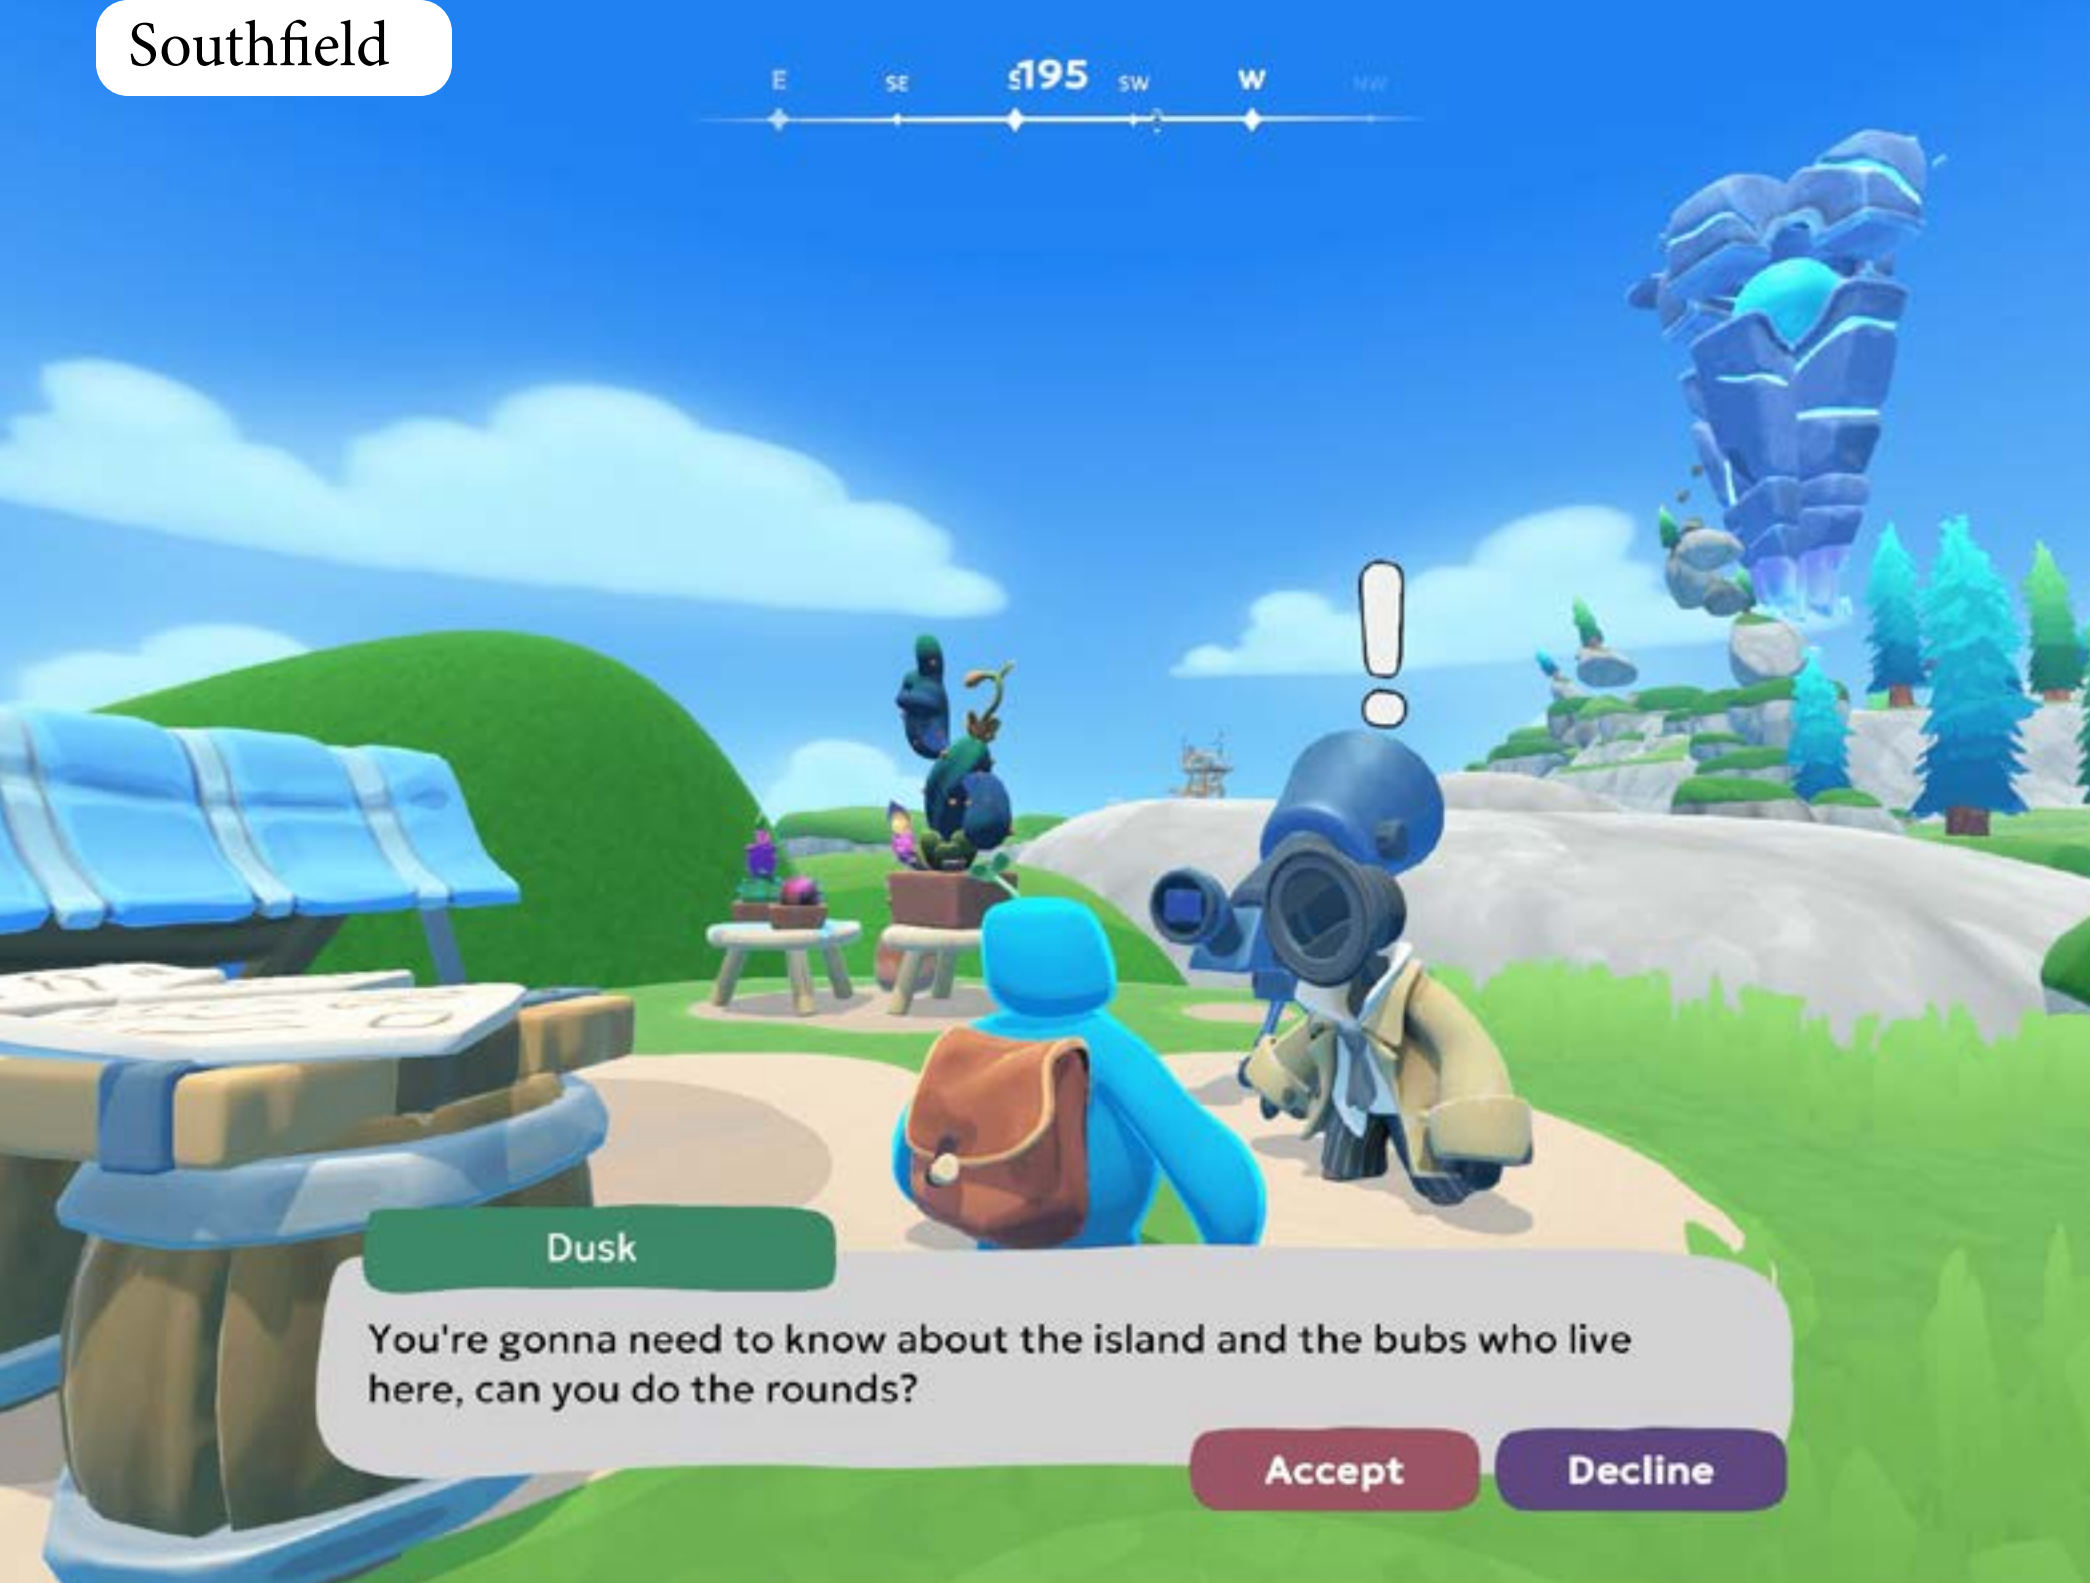 Southfield
E SE S 195 SW W NW
Dusk
You're gonna need to know about the island and the bubs who live
here, can you do the rounds?
Accept Decline